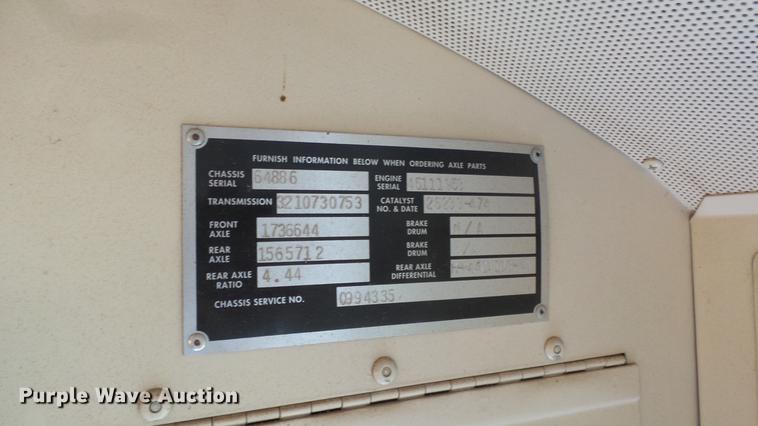 FURNISH INFORMATION BELOW WHEN ORDERING AXLE PARTS
CHASSIS SERIAL 64886 ENGINE SERIAL
TRANSMISSION 3210730753 CATALYST NO. & DATE
FRONT AXLE 1736644 BRAKE DRUM N/A
REAR AXLE 1565712 BRAKE DRUM
REAR AXLE RATIO 4.44 REAR AXLE DIFFERENTIAL
CHASSIS SERVICE NO. 0994335
Purple Wave Auction